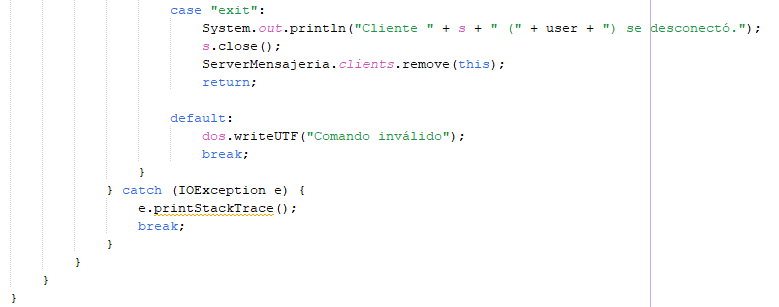 case "exit":
System.out.println("Cliente " + s + " (" + user + ") se desconectó.");
s.close();
ServerMensajeria.clients.remove(this);
return;
default:
dos.writeUTF("Comando inválido");
break;
}
} catch (IOException e) {
e.printStackTrace();
break;
}
}
}
}